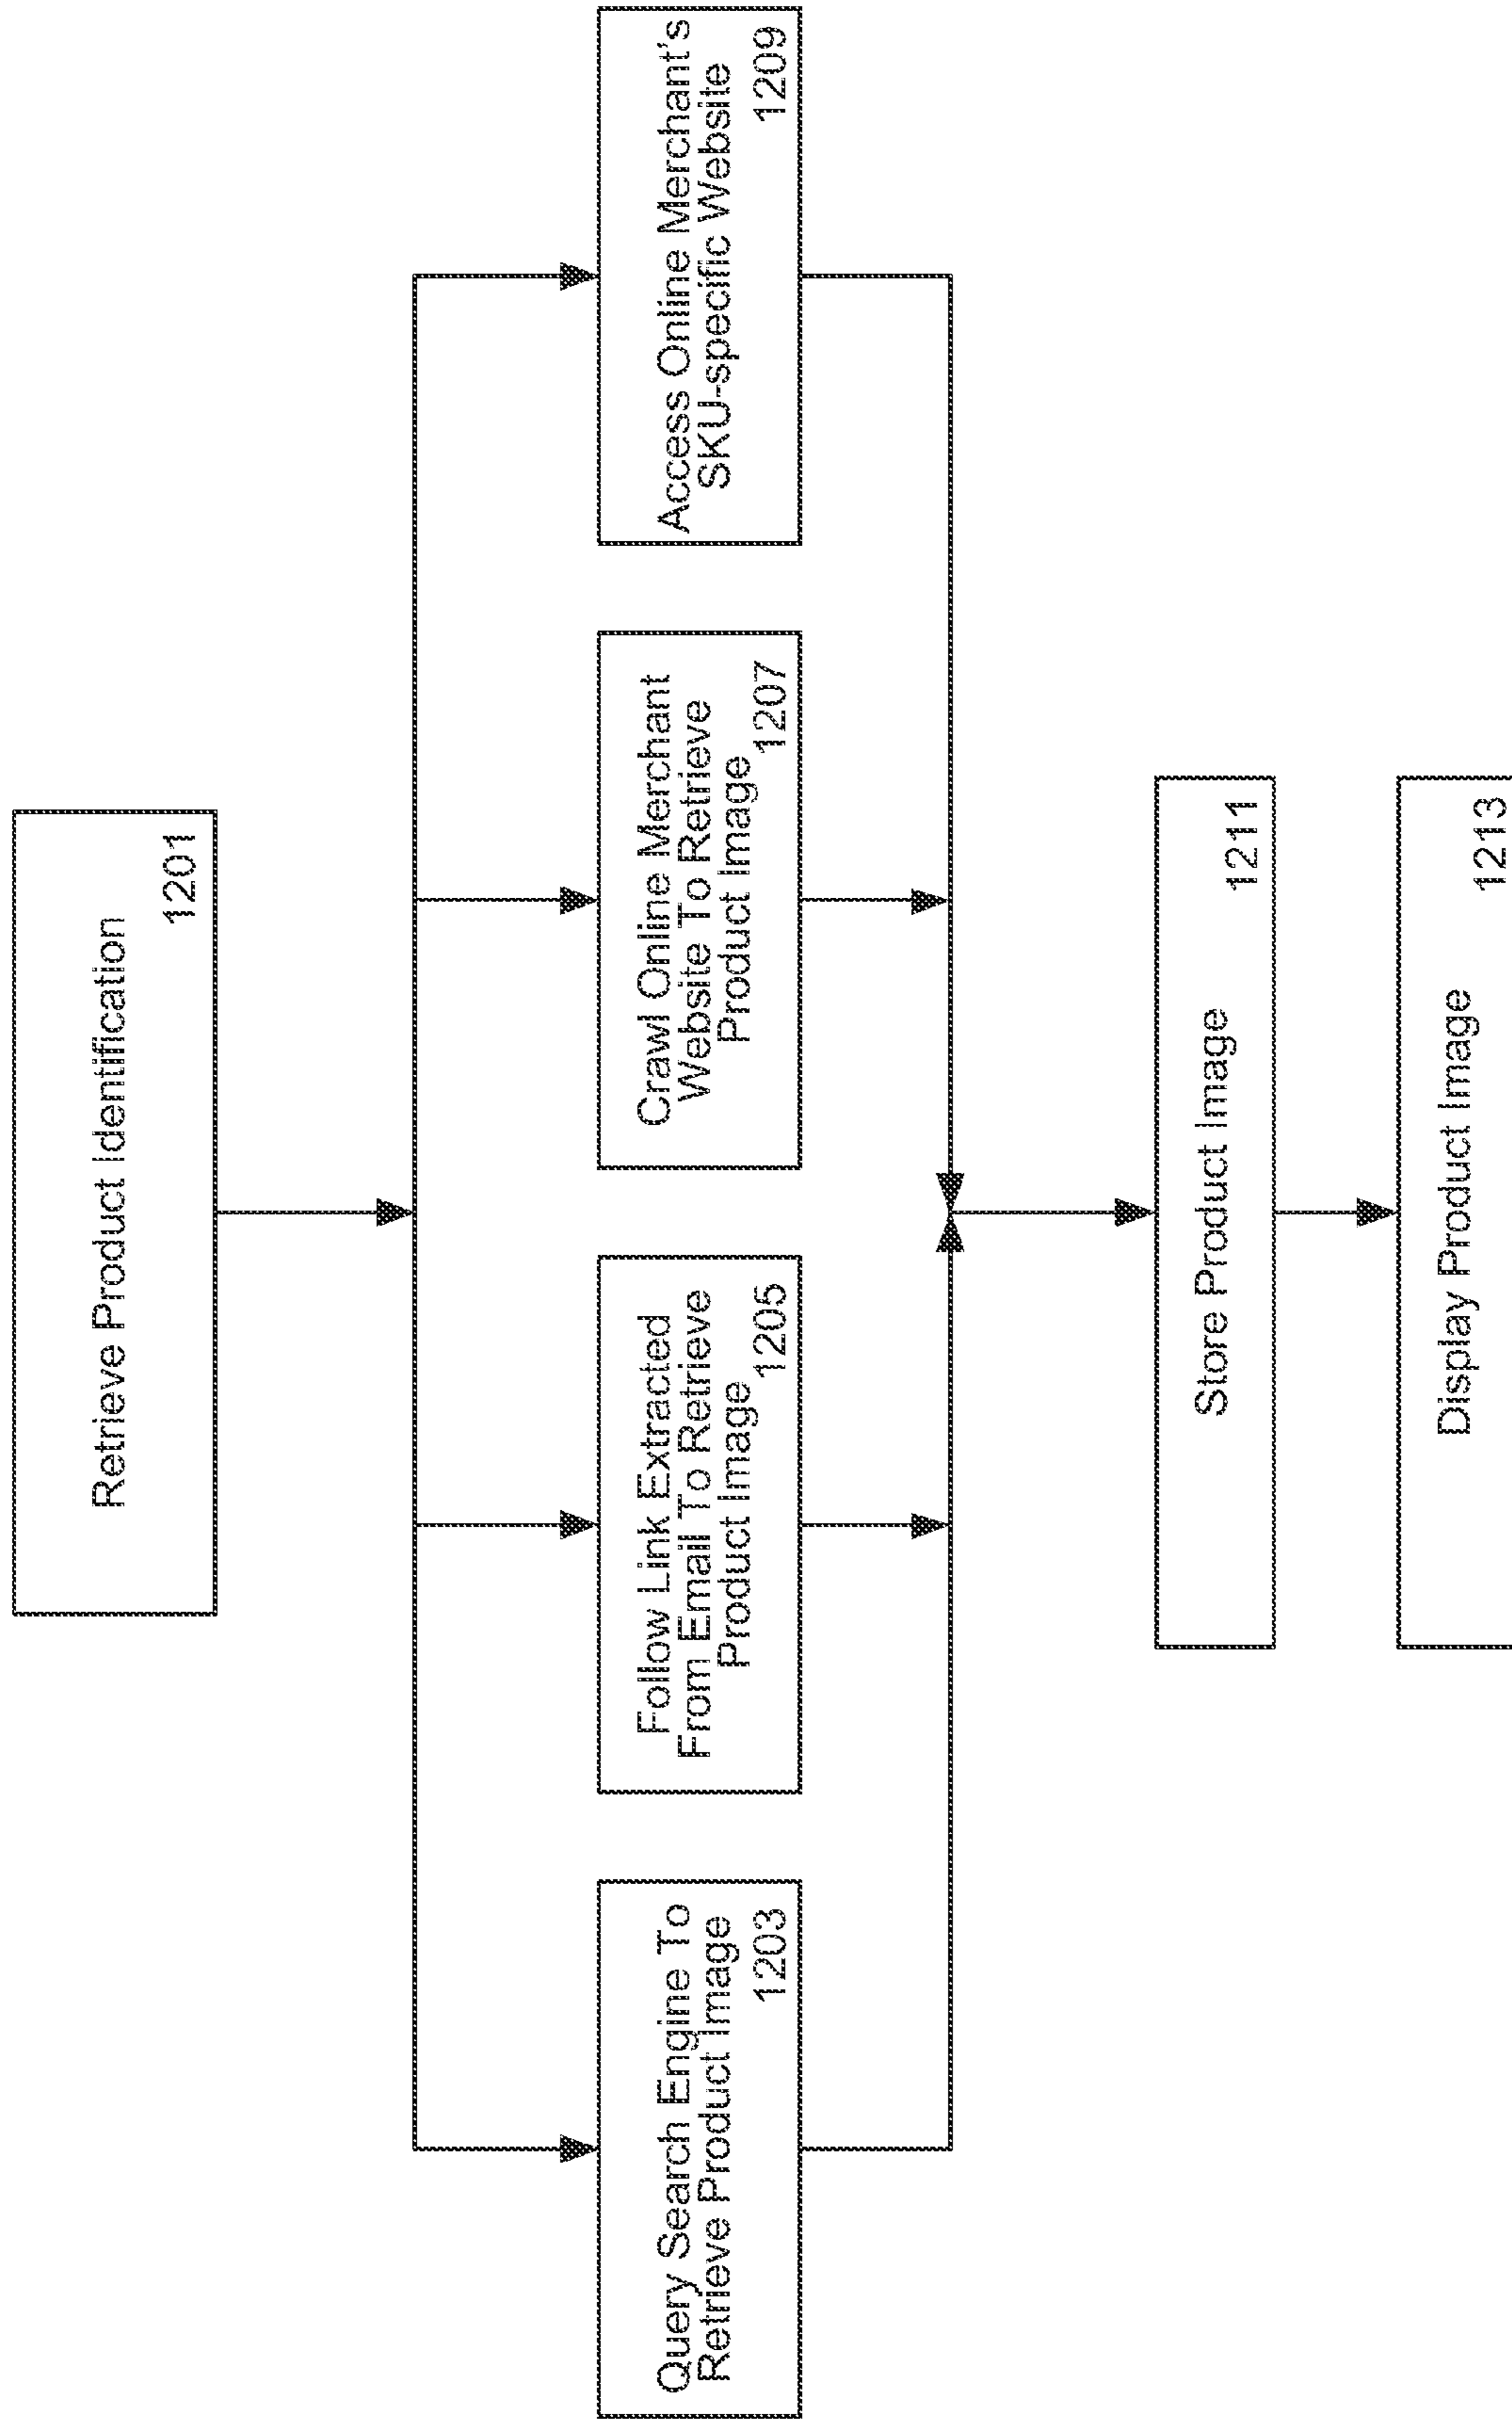 Retrieve Product Identification
1201
Query Search Engine To
Retrieve Product Image
1203
Follow Link Extracted
From Email To Retrieve
Product Image
1205
Crawl Online Merchant
Website To Retrieve
Product Image
1207
Access Online Merchant's
SKU-specific Website
1209
Store Product Image
1211
Display Product Image
1213